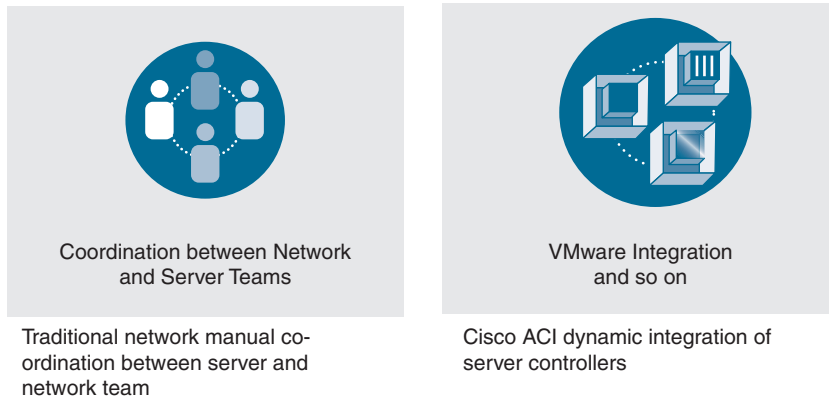 Coordination between Network
and Server Teams
Traditional network manual co-
ordination between server and
network team
VMware Integration
and so on
Cisco ACI dynamic integration of
server controllers